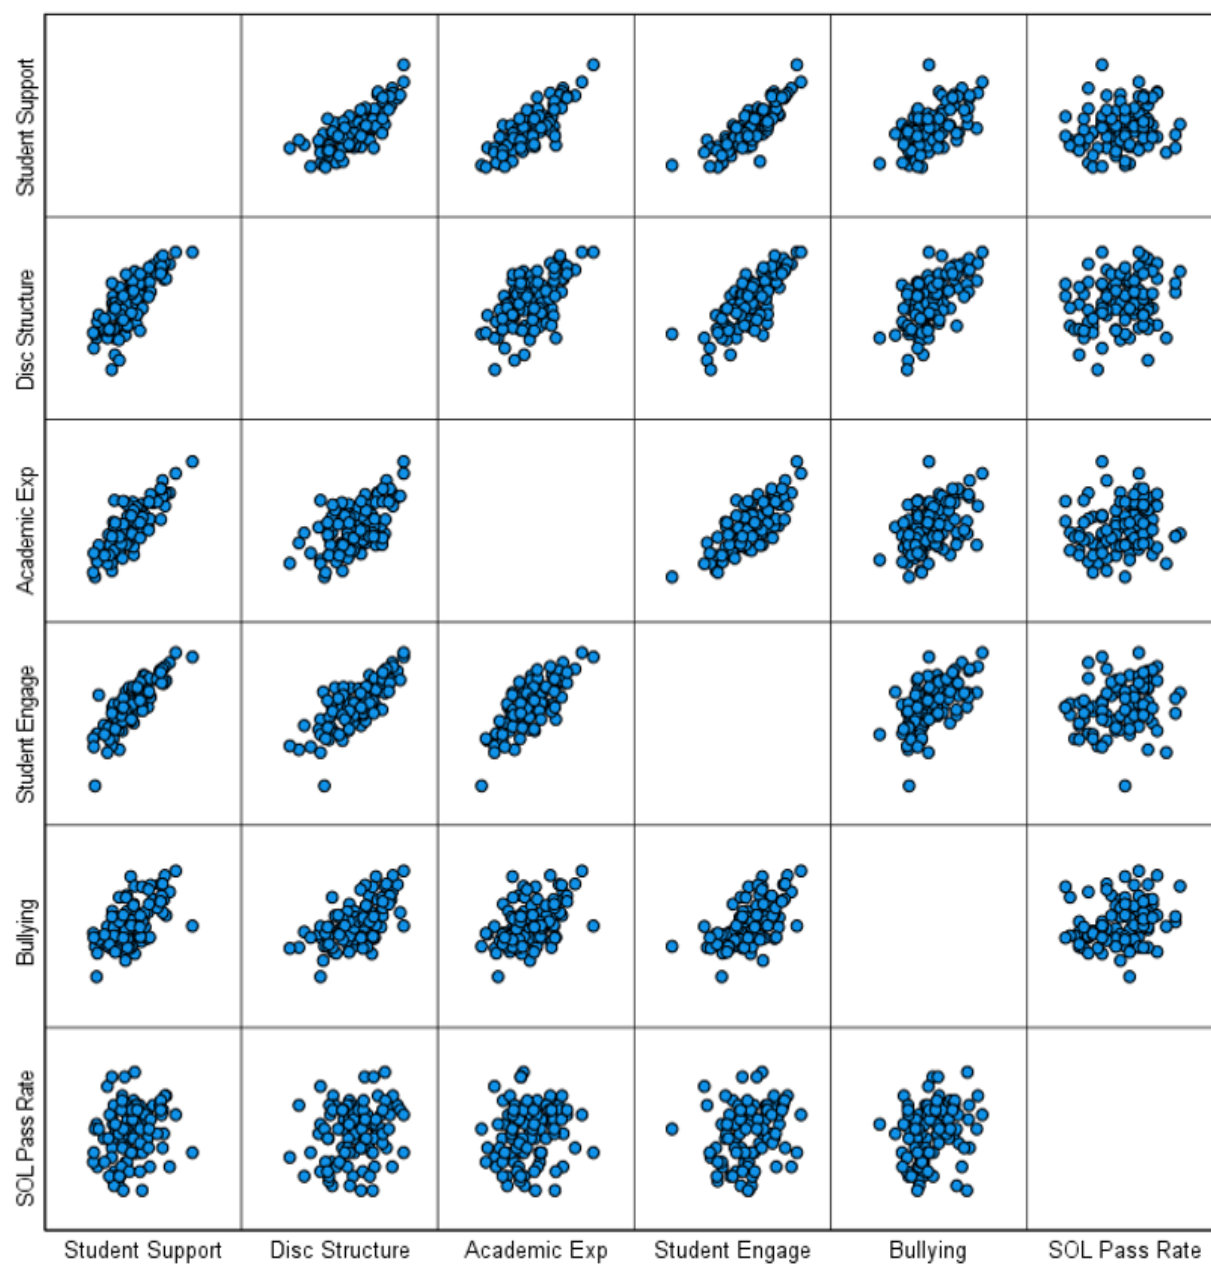 Student Support
Disc Structure
Academic Exp
Student Engage
Bullying
SOL Pass Rate
Student Support
Disc Structure
Academic Exp
Student Engage
Bullying
SOL Pass Rate